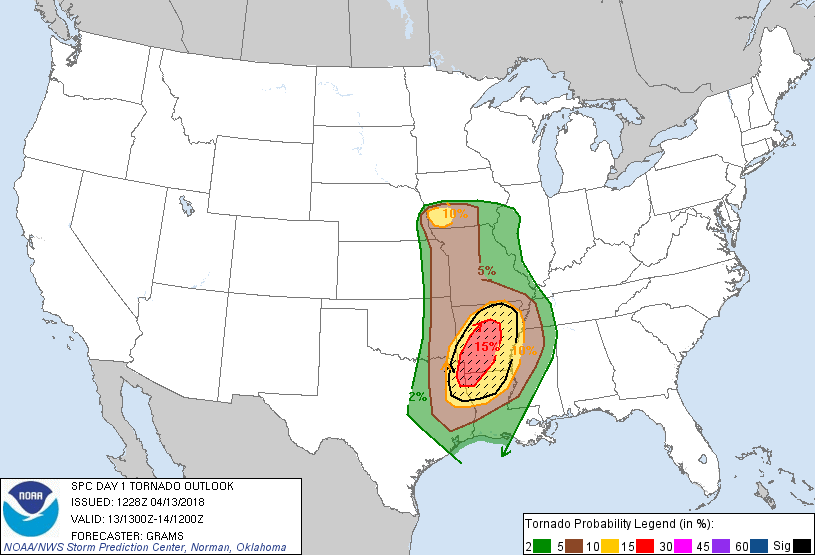 10%
5%
15%
10%
2%
NOAA
SPC DAY 1 TORNADO OUTLOOK
ISSUED: 1228Z 04/13/2018
VALID: 13/1300Z-14/1200Z
FORECASTER: GRAMS
NOAA/NWS Storm Prediction Center, Norman, Oklahoma
Tornado Probability Legend (in %):
2 5 10 15 30 45 60 Sig